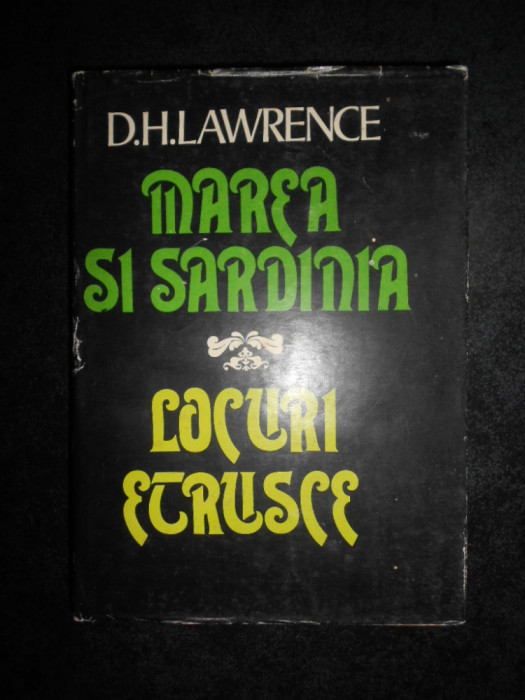 D.H.LAWRENCE
MAREA
SI SARDINIA
LOCURI
ETRUSCE